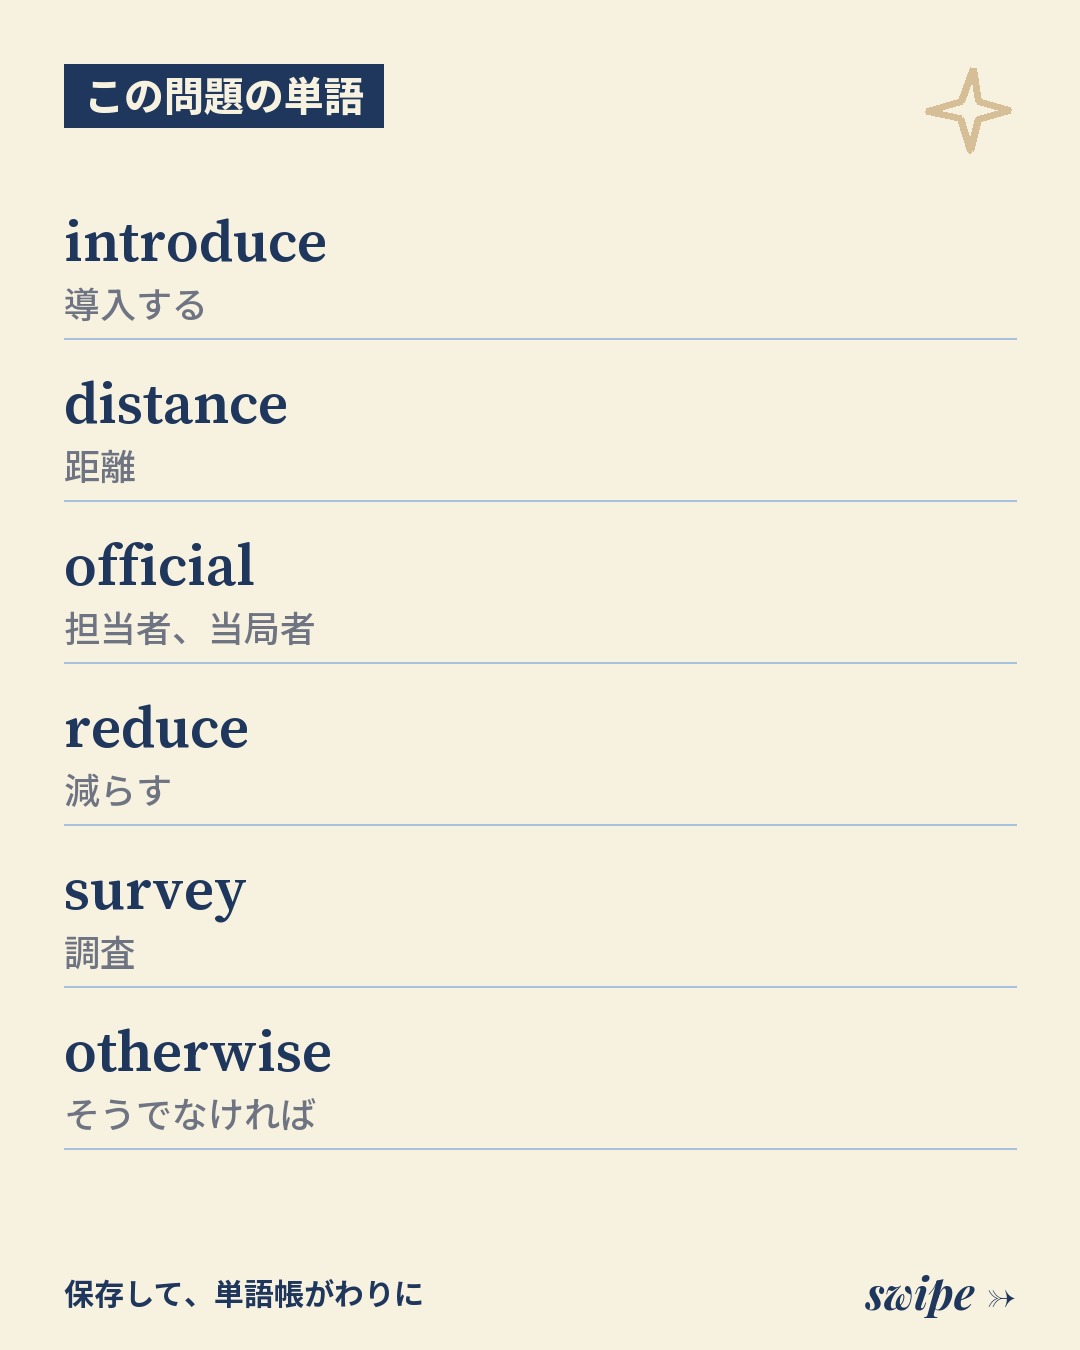 この問題の単語
introduce
導入する
distance
距離
official
担当者、当局者
reduce
減らす
survey
調査
otherwise
そうでなければ
保存して、単語帳がわりに
swipe